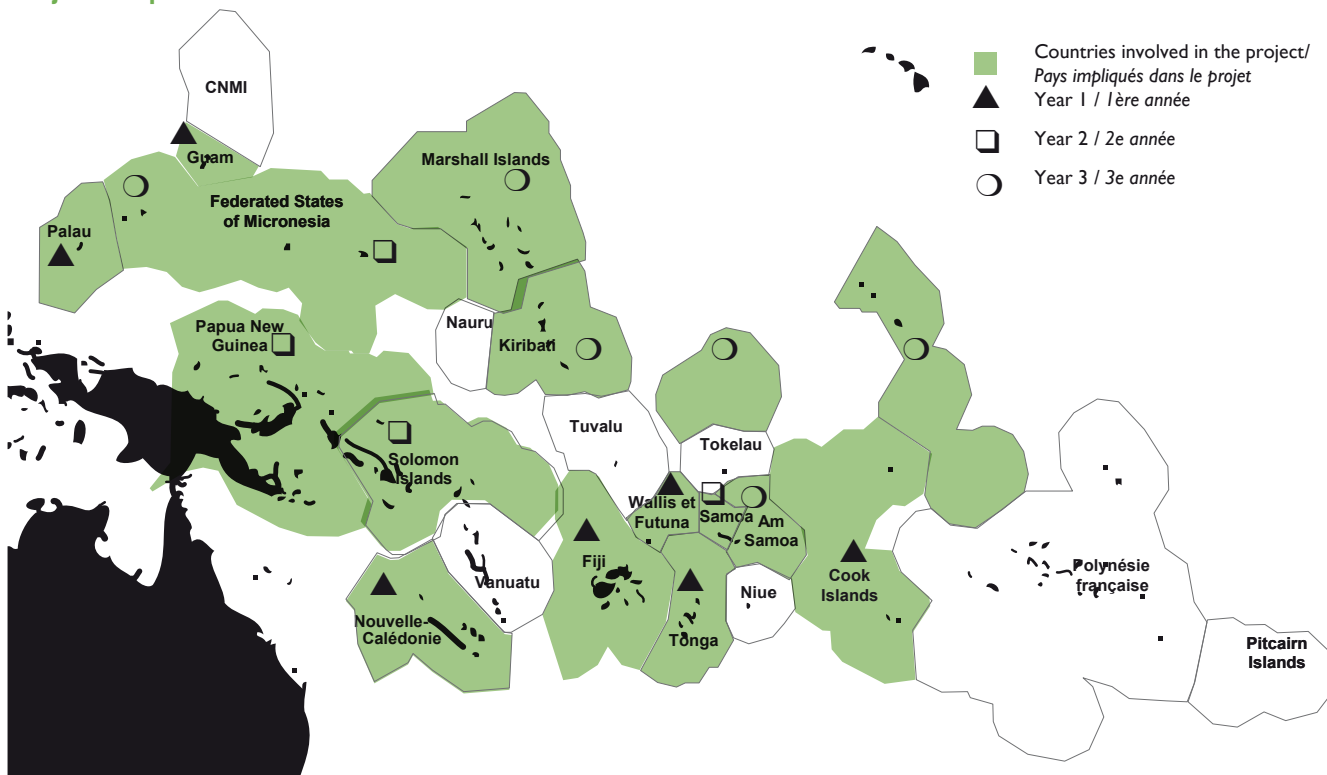 CNMI
Guam
Marshall Islands
Federated States
of Micronesia
Palau
Papua New
Guinea
Nauru
Kiribati
Tuvalu
Tokelau
Solomon
Islands
Wallis et
Futuna
Samoa
Am
Samoa
Fiji
Vanuatu
Nouvelle-
Calédonie
Tonga
Niue
Cook
Islands
Polynésie
française
Pitcairn
Islands
Countries involved in the project/
Pays impliqués dans le projet
Year 1 / 1ère année
Year 2 / 2e année
Year 3 / 3e année